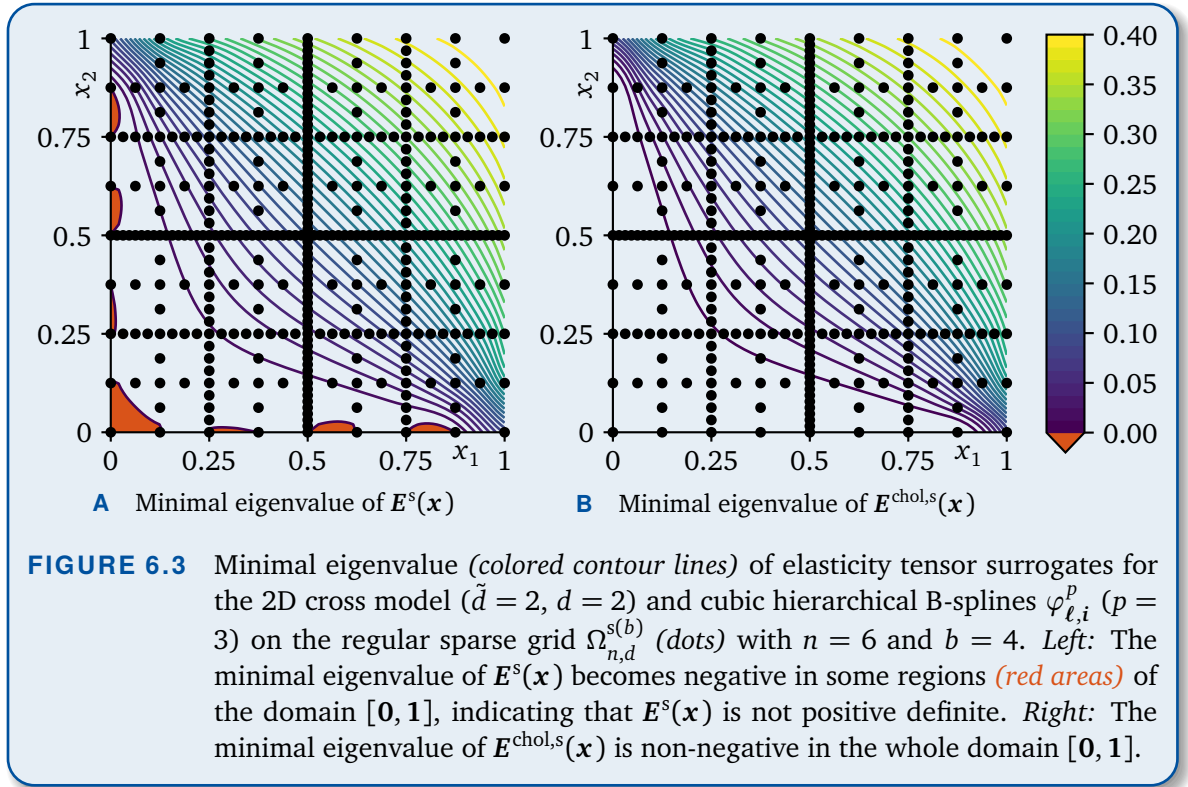 1
x₂
0.75
0.5
0.25
0
0 0.25 0.5 0.75 x₁ 1
A Minimal eigenvalue of Eˢ(x)
1
x₂
0.75
0.5
0.25
0
0 0.25 0.5 0.75 x₁ 1
B Minimal eigenvalue of E^{chol,s}(x)
0.40
0.35
0.30
0.25
0.20
0.15
0.10
0.05
0.00
FIGURE 6.3 Minimal eigenvalue (colored contour lines) of elasticity tensor surrogates for
the 2D cross model (d̃ = 2, d = 2) and cubic hierarchical B-splines φ^p_{ℓ,i} (p =
3) on the regular sparse grid Ω^{s(b)}_{n,d} (dots) with n = 6 and b = 4. Left: The
minimal eigenvalue of Eˢ(x) becomes negative in some regions (red areas) of
the domain [0, 1], indicating that Eˢ(x) is not positive definite. Right: The
minimal eigenvalue of E^{chol,s}(x) is non-negative in the whole domain [0, 1].